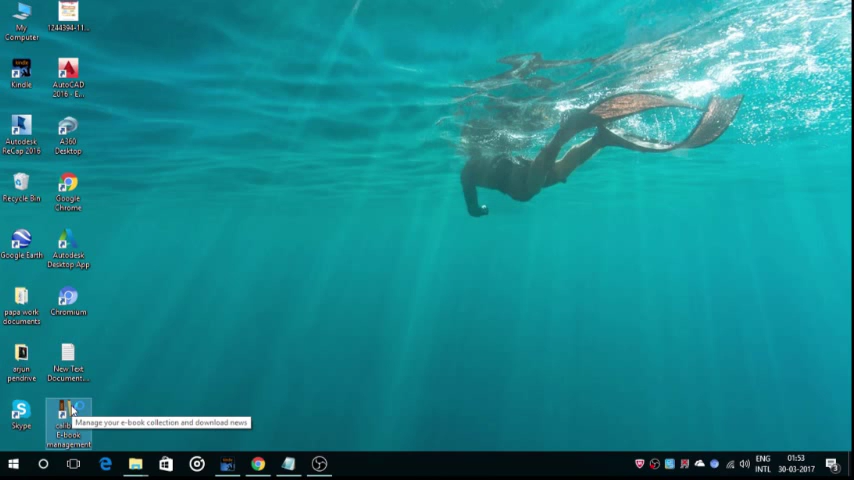 My
Computer
1244394-11...
Kindle
AutoCAD
2016 - E...
Autodesk
ReCap 2016
A360
Desktop
Recycle Bin
Google
Chrome
Google Earth
Autodesk
Desktop App
papa work
documents
Chromium
arjun
pendrive
New Text
Document...
Skype
E-book
management
Manage your e-book collection and download news
ENG
INTL
01:53
30-03-2017